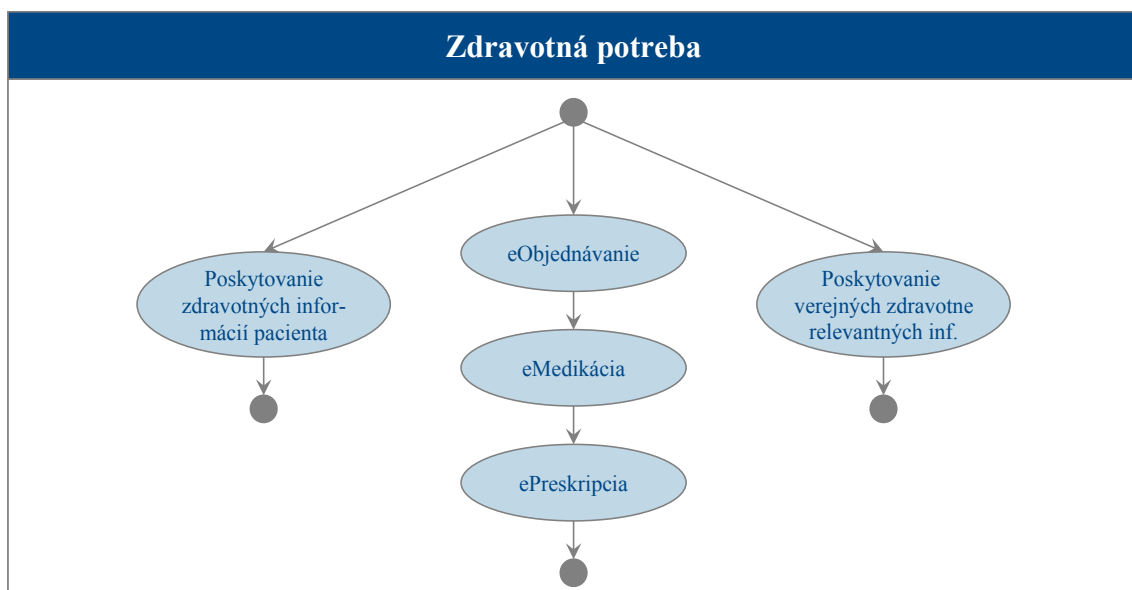 Zdravotná potreba
Poskytovanie
zdravotných infor-
mácií pacienta
eObjednávanie
eMedikácia
ePreskripcia
Poskytovanie
verejných zdravotne
relevantných inf.